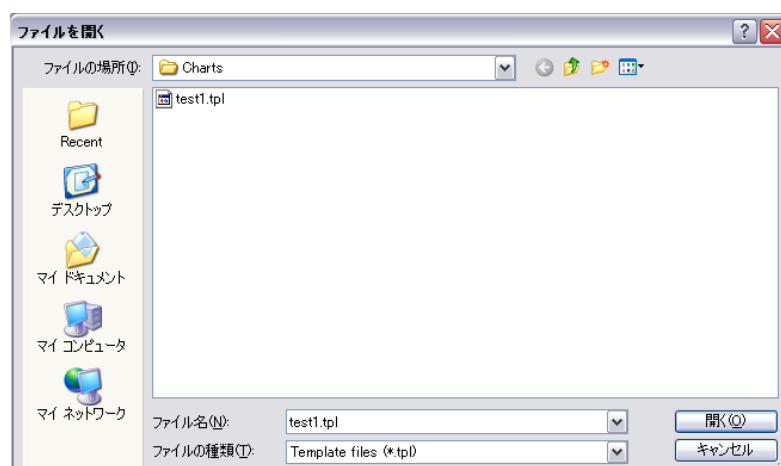 ファイルを開く
ファイルの場所(I):
Charts
test1.tpl
Recent
デスクトップ
マイ ドキュメント
マイ コンピュータ
マイ ネットワーク
ファイル名(N):
test1.tpl
開く(O)
ファイルの種類(T):
Template files (*.tpl)
キャンセル